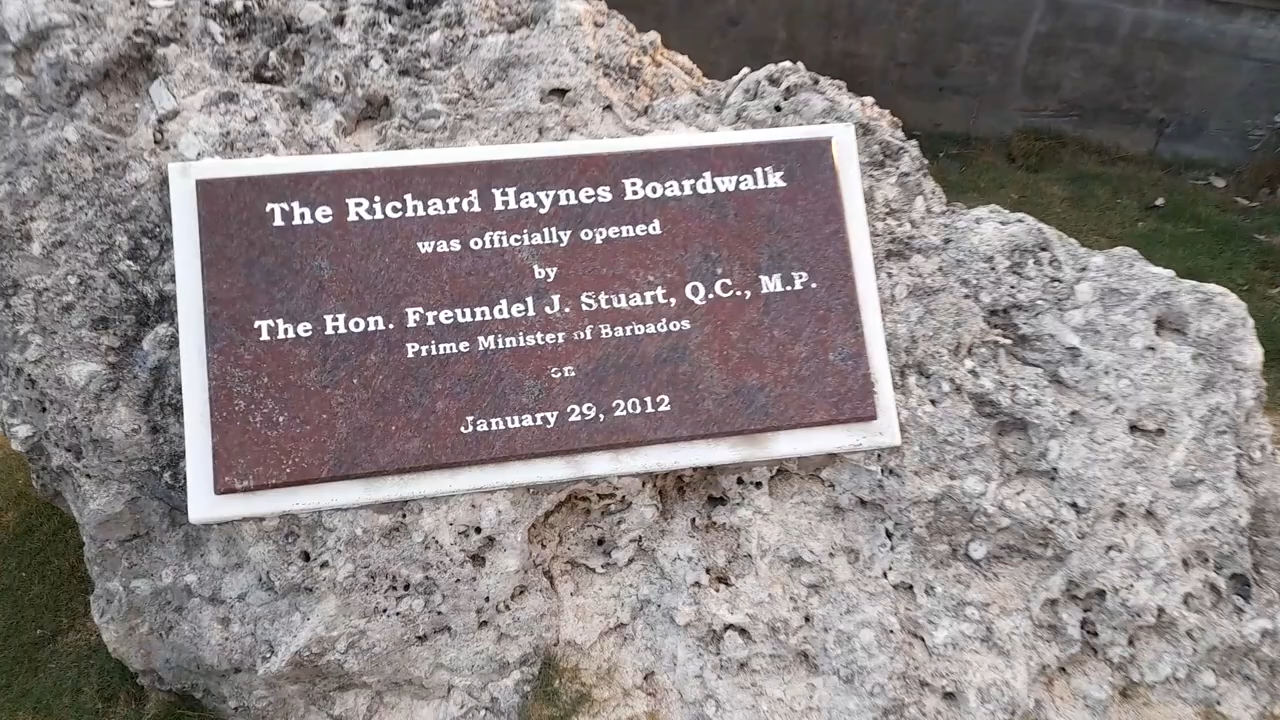 The Richard Haynes Boardwalk
was officially opened
by
The Hon. Freundel J. Stuart, Q.C., M.P.
Prime Minister of Barbados
on
January 29, 2012